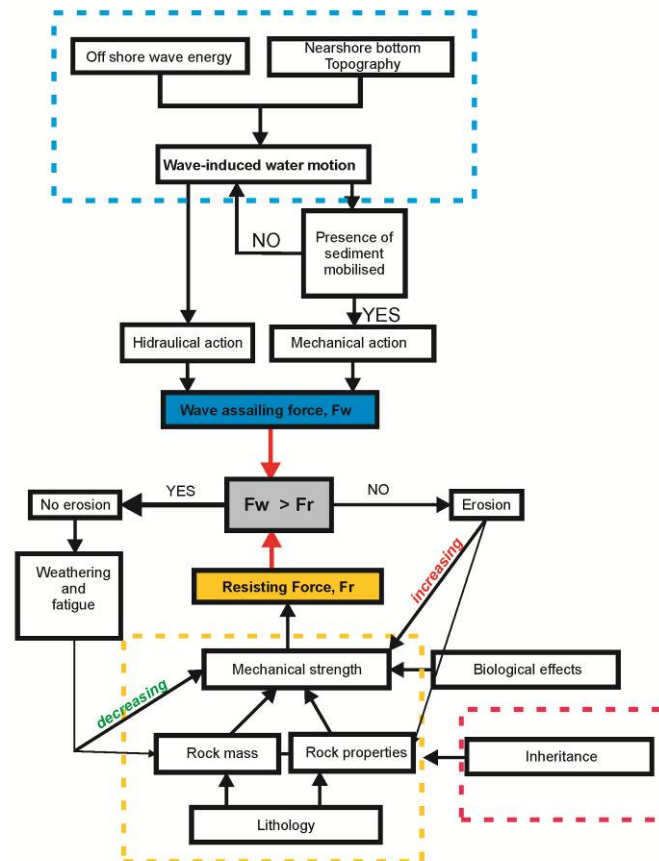 Off shore wave energy
Nearshore bottom
Topography
Wave-induced water motion
NO
Presence of
sediment
mobilised
YES
Hidraulical action
Mechanical action
Wave assailing force, Fw
YES
NO
No erosion
Fw > Fr
Erosion
Weathering
and
fatigue
Resisting Force, Fr
increasing
Mechanical strength
Biological effects
decreasing
Rock mass
Rock properties
Inheritance
Lithology